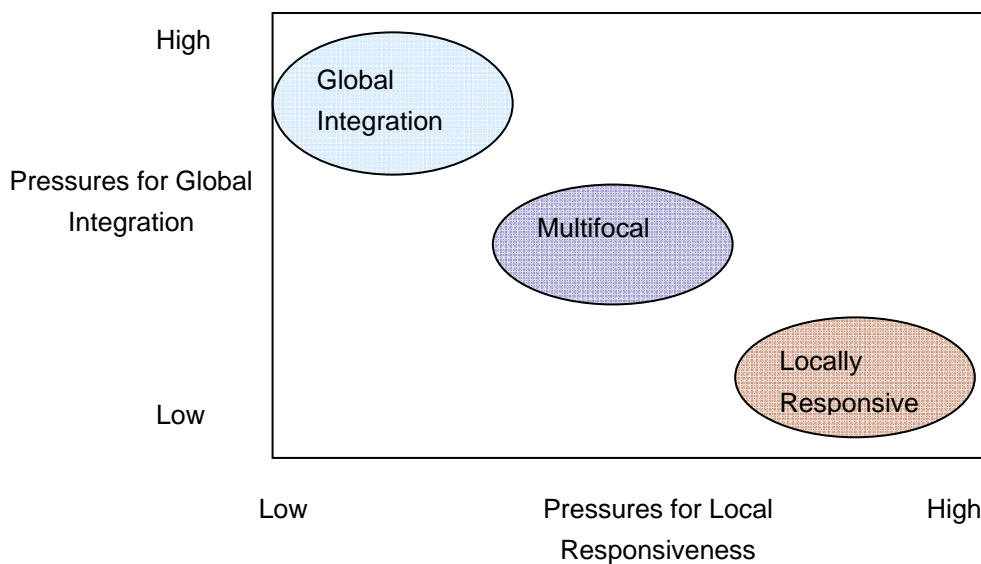 High
Global
Integration
Pressures for Global
Integration
Multifocal
Locally
Responsive
Low
Low
Pressures for Local
Responsiveness
High